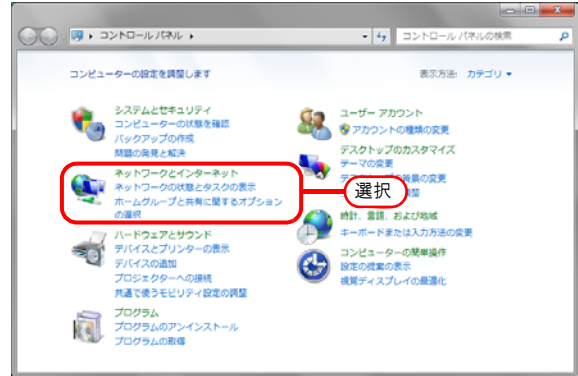 コントロール パネル
コントロール パネルの検索
コンピューターの設定を調整します
表示方法: カテゴリ
システムとセキュリティ
コンピューターの状態を確認
バックアップの作成
問題の発見と解決
ネットワークとインターネット
ネットワークの状態とタスクの表示
ホームグループと共有に関するオプション
の選択
ハードウェアとサウンド
デバイスとプリンターの表示
デバイスの追加
プロジェクターへの接続
共通で使うモビリティ設定の調整
プログラム
プログラムのアンインストール
プログラムの取得
ユーザー アカウント
アカウントの種類の変更
デスクトップのカスタマイズ
テーマの変更
背景の変更
選択
時計、言語、および地域
キーボードまたは入力方法の変更
コンピューターの簡単操作
設定の提案の表示
視覚ディスプレイの最適化